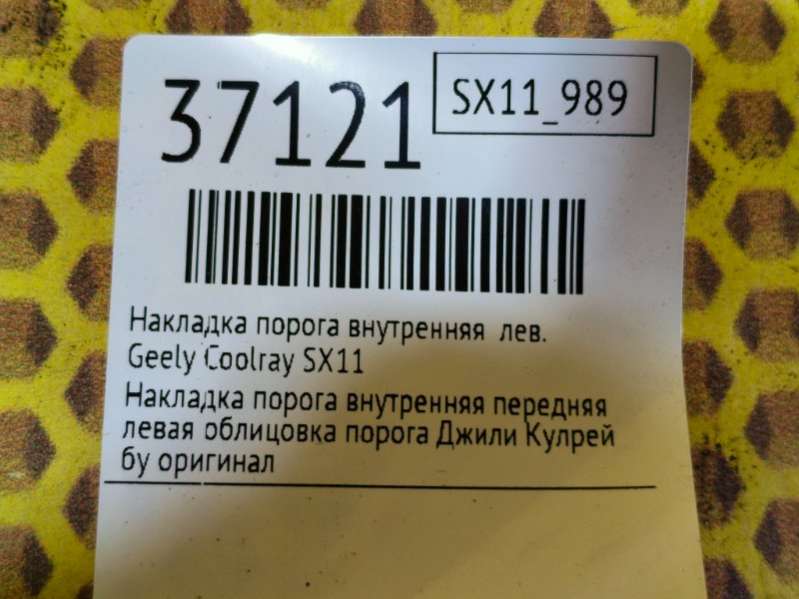 37121
SX11_989
Накладка порога внутренняя лев.
Geely Coolray SX11
Накладка порога внутренняя передняя
левая облицовка порога Джили Кулрей
бу оригинал